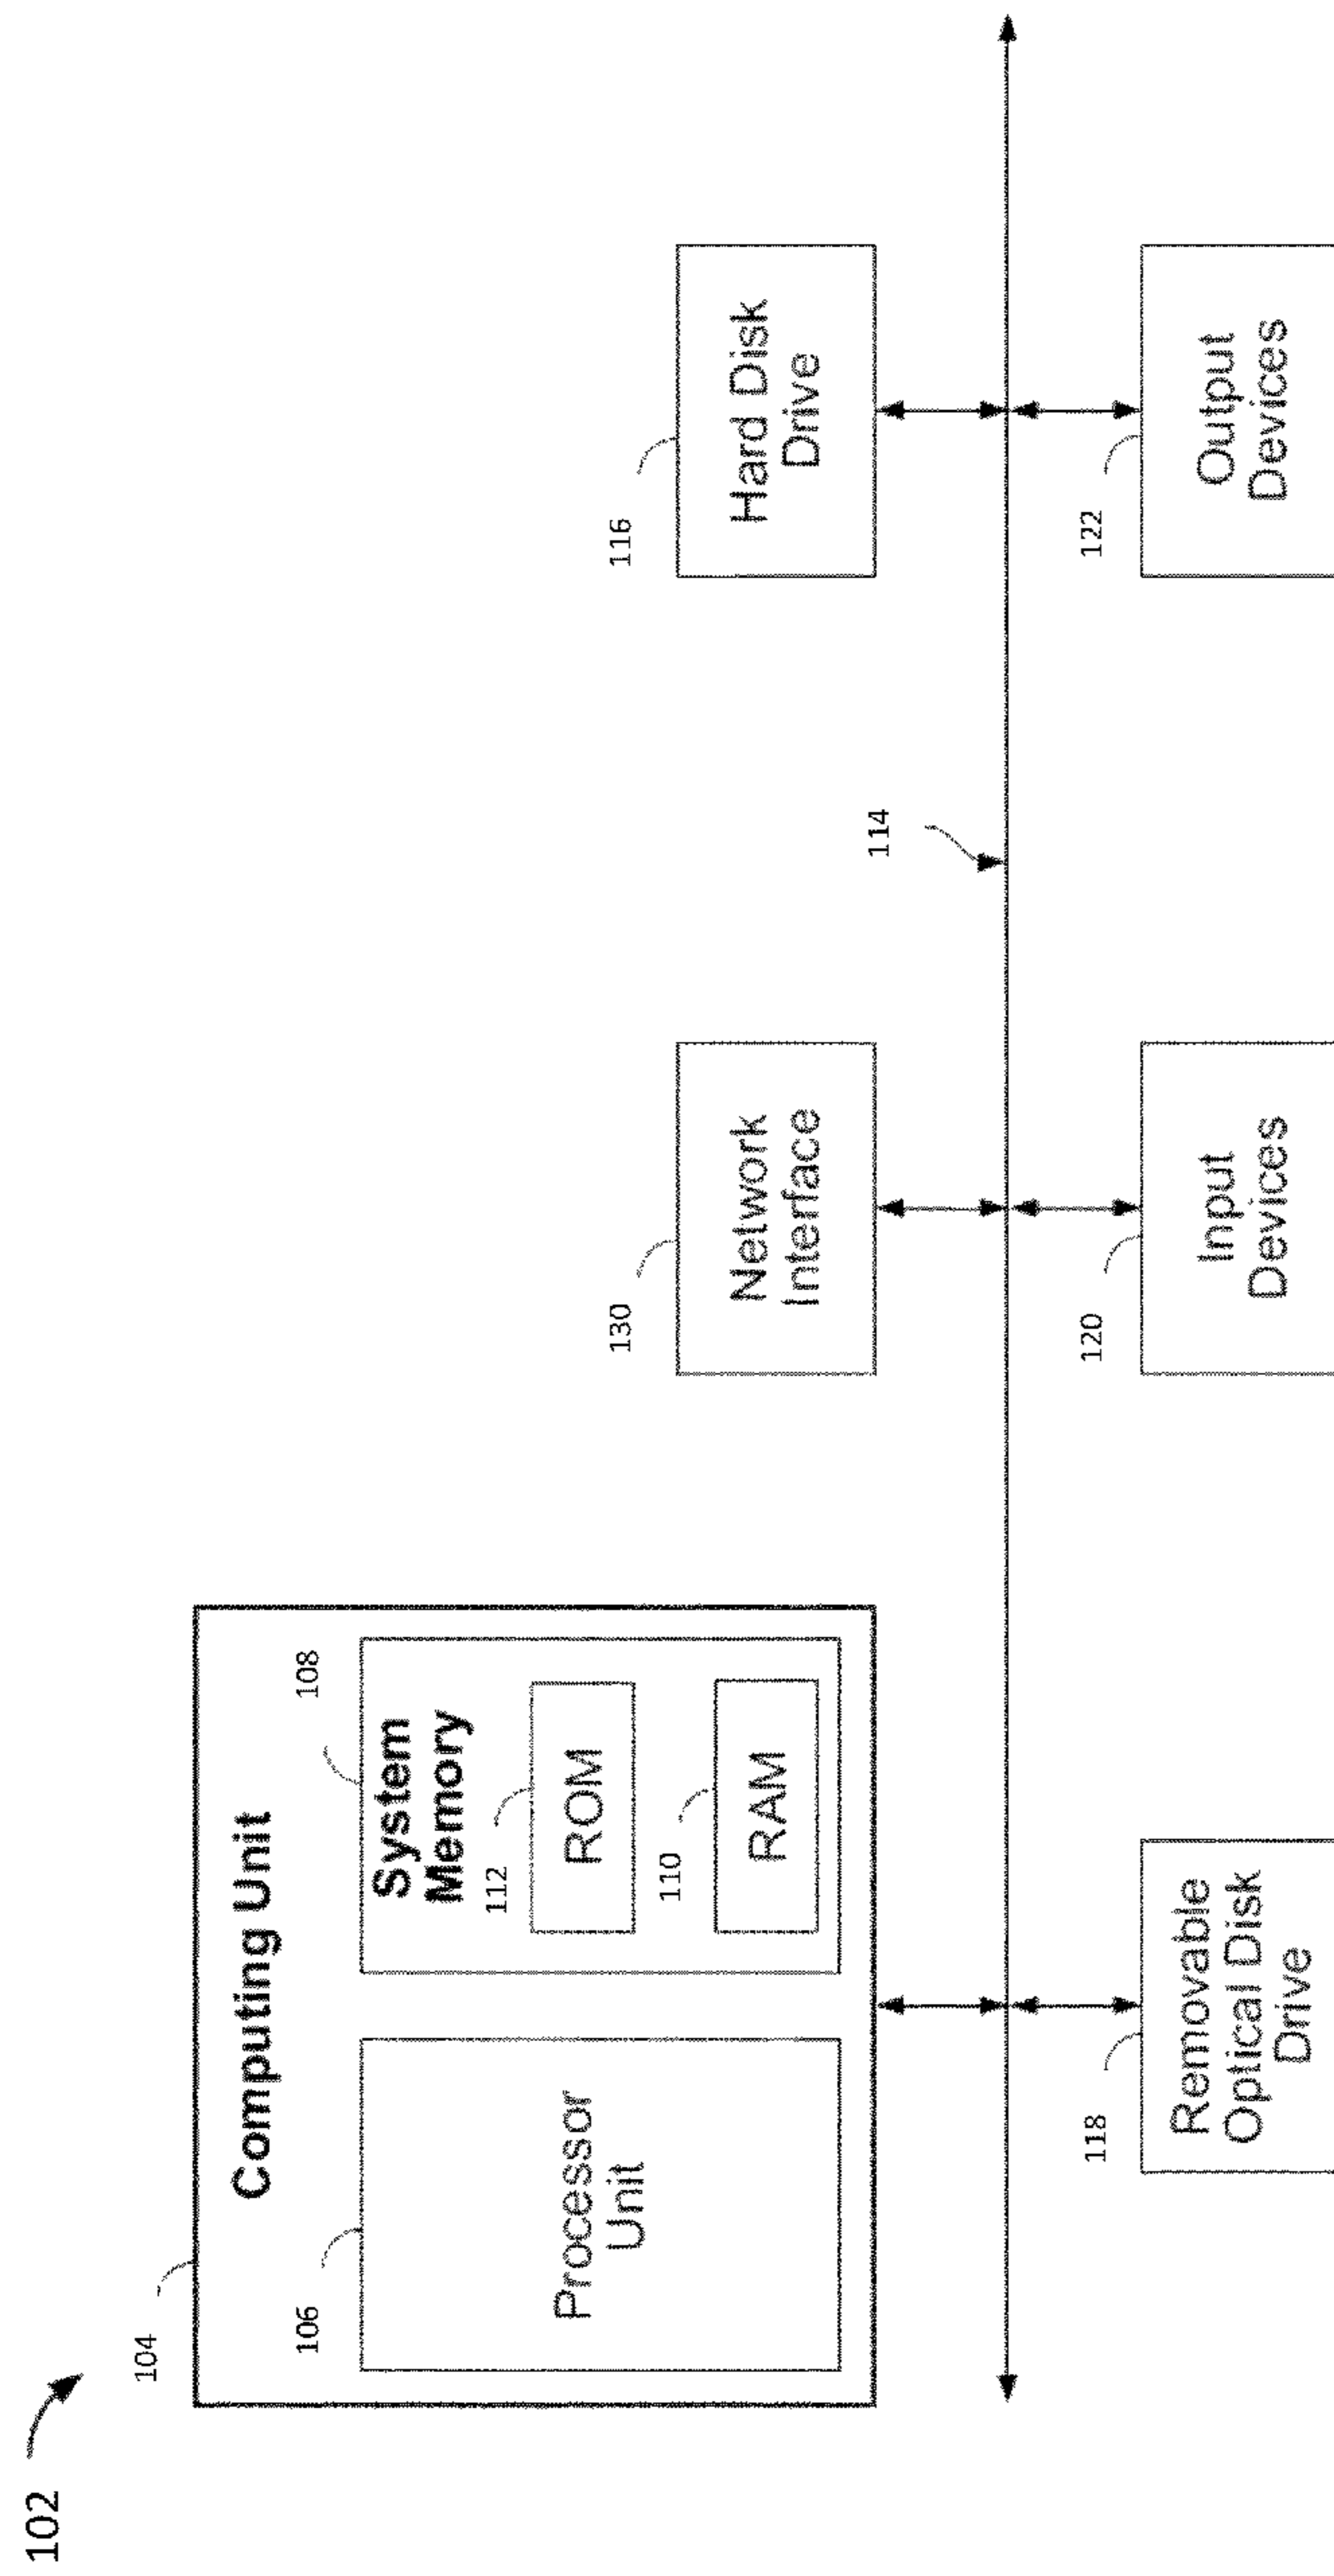 102
104
Computing Unit
106
Processor
Unit
108
System
Memory
112
ROM
110
RAM
130
Network
Interface
116
Hard Disk
Drive
114
118
Removable
Optical Disk
Drive
120
Input
Devices
122
Output
Devices